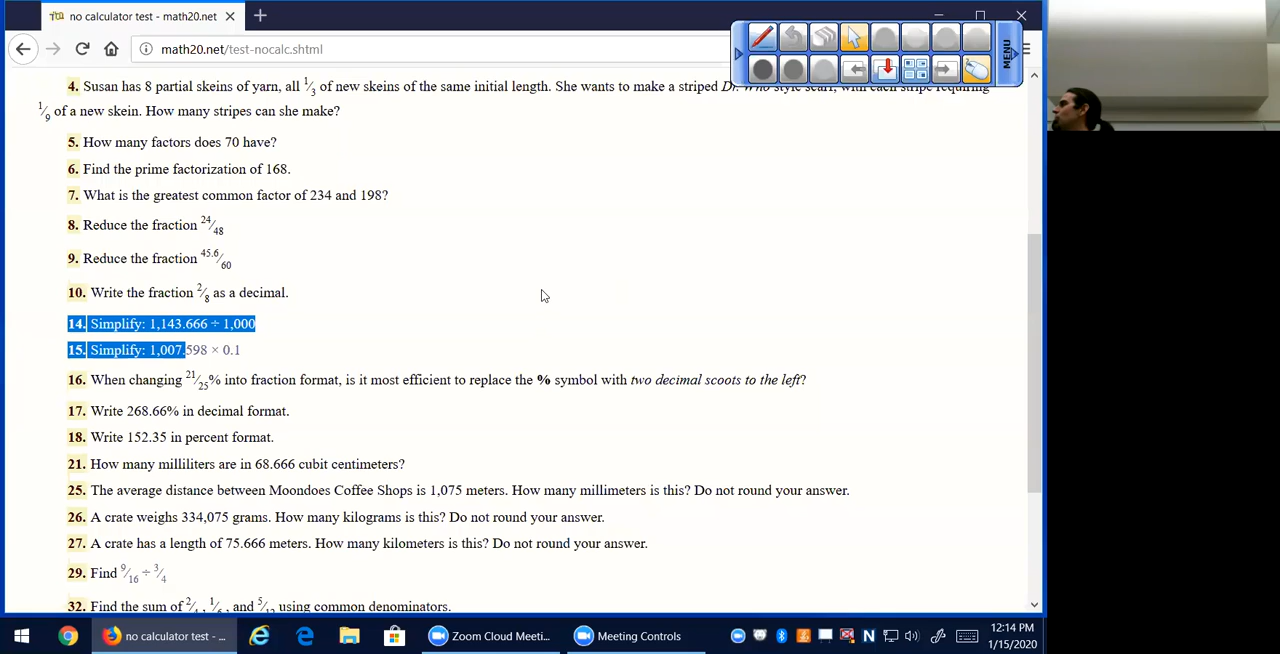 no calculator test - math20.net
math20.net/test-nocalc.shtml
MENU
4. Susan has 8 partial skeins of yarn, all 1/3 of new skeins of the same initial length. She wants to make a striped Dr. Who style scarf, with each stripe requiring
1/9 of a new skein. How many stripes can she make?
5. How many factors does 70 have?
6. Find the prime factorization of 168.
7. What is the greatest common factor of 234 and 198?
8. Reduce the fraction 24/48
9. Reduce the fraction 45.6/60
10. Write the fraction 2/8 as a decimal.
14. Simplify: 1,143.666 ÷ 1,000
15. Simplify: 1,007.598 × 0.1
16. When changing 21/25% into fraction format, is it most efficient to replace the % symbol with two decimal scoots to the left?
17. Write 268.66% in decimal format.
18. Write 152.35 in percent format.
21. How many milliliters are in 68.666 cubit centimeters?
25. The average distance between Moondoes Coffee Shops is 1,075 meters. How many millimeters is this? Do not round your answer.
26. A crate weighs 334,075 grams. How many kilograms is this? Do not round your answer.
27. A crate has a length of 75.666 meters. How many kilometers is this? Do not round your answer.
29. Find 9/16 ÷ 3/4
32. Find the sum of 2/4, 1/6, and 5/12 using common denominators.
no calculator test - ...
Zoom Cloud Meeti...
Meeting Controls
12:14 PM
1/15/2020